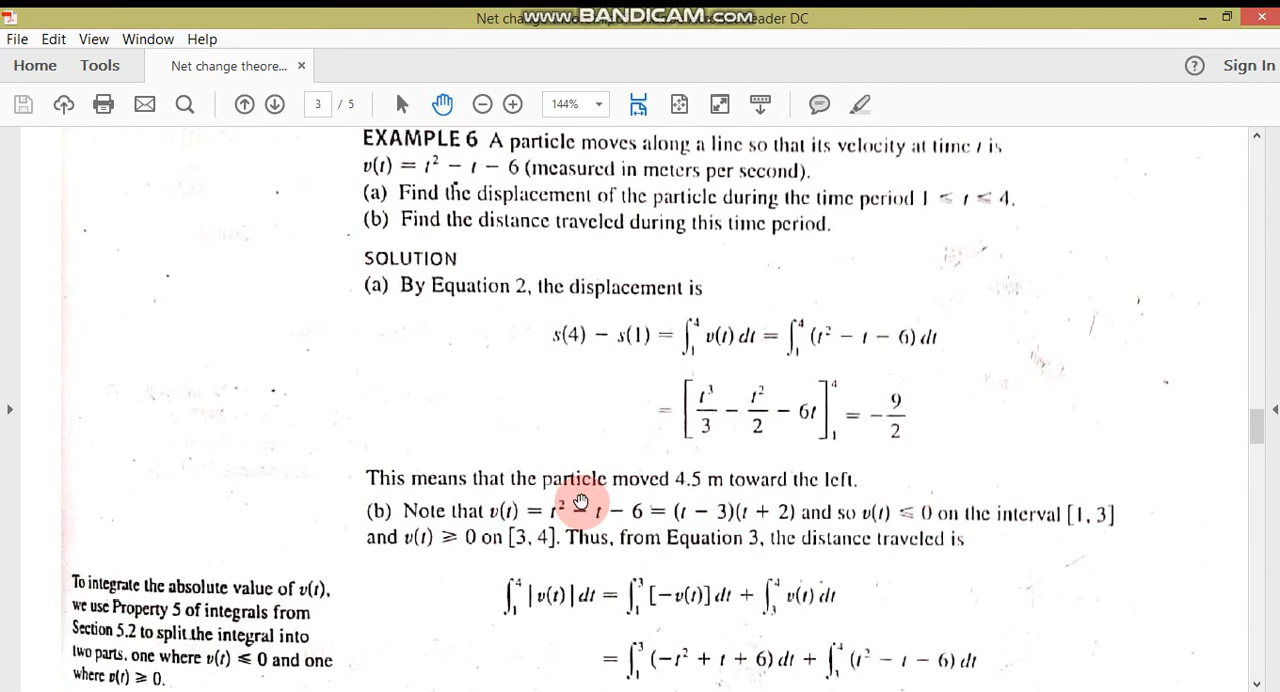 Net cha
www.BANDICAM.com
eader DC
File Edit View Window Help
Home Tools Net change theore... ×
Sign In
3 / 5
144%
EXAMPLE 6 A particle moves along a line so that its velocity at time t is
v(t) = t² − t − 6 (measured in meters per second).
(a) Find the displacement of the particle during the time period 1 ≤ t ≤ 4.
(b) Find the distance traveled during this time period.
SOLUTION
(a) By Equation 2, the displacement is
s(4) − s(1) = ∫₁⁴ v(t) dt = ∫₁⁴ (t² − t − 6) dt
= [t³/3 − t²/2 − 6t]₁⁴ = −9/2
This means that the particle moved 4.5 m toward the left.
(b) Note that v(t) = t² − t − 6 = (t − 3)(t + 2) and so v(t) ≤ 0 on the interval [1, 3]
and v(t) ≥ 0 on [3, 4]. Thus, from Equation 3, the distance traveled is
To integrate the absolute value of v(t),
we use Property 5 of integrals from
Section 5.2 to split the integral into
two parts, one where v(t) ≤ 0 and one
where v(t) ≥ 0.
∫₁⁴ |v(t)| dt = ∫₁³ [−v(t)] dt + ∫₃⁴ v(t) dt
= ∫₁³ (−t² + t + 6) dt + ∫₃⁴ (t² − t − 6) dt